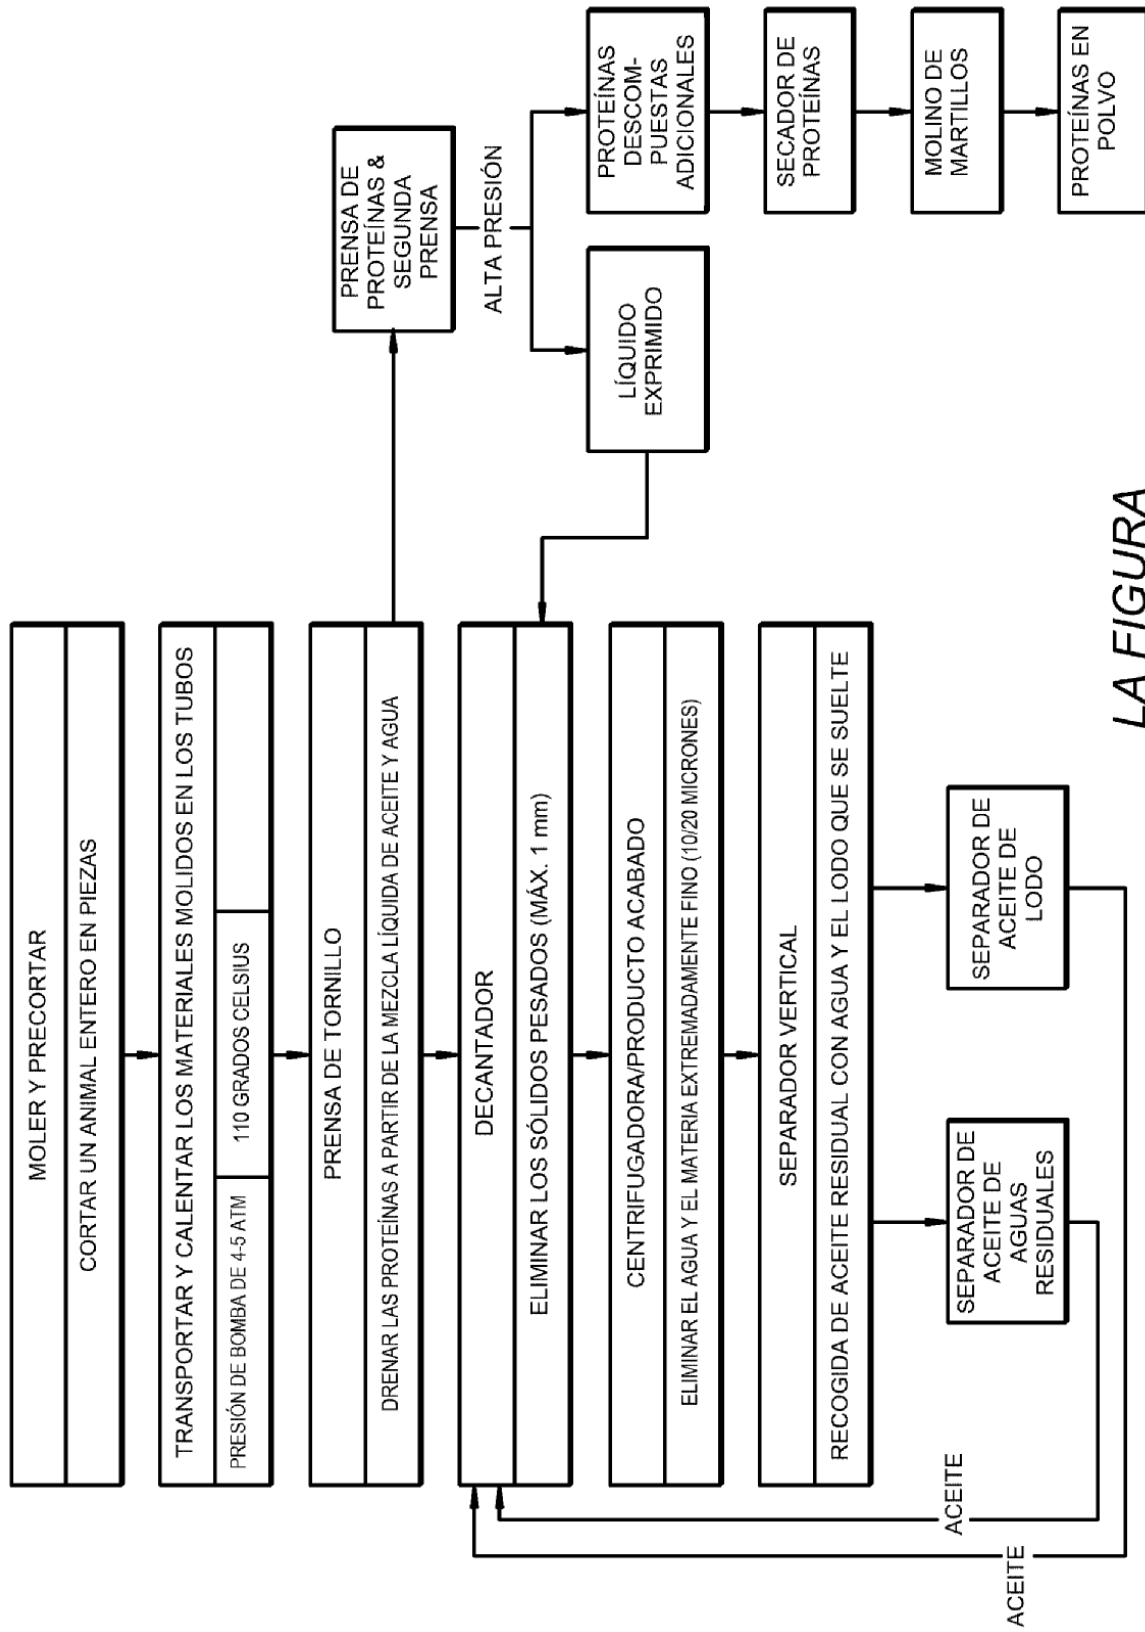 MOLER Y PRECORTAR
CORTAR UN ANIMAL ENTERO EN PIEZAS
TRANSPORTAR Y CALENTAR LOS MATERIALES MOLIDOS EN LOS TUBOS
PRESIÓN DE BOMBA DE 4-5 ATM
110 GRADOS CELSIUS
PRENSA DE TORNILLO
DRENAR LAS PROTEÍNAS A PARTIR DE LA MEZCLA LÍQUIDA DE ACEITE Y AGUA
PRENSA DE
PROTEÍNAS &
SEGUNDA
PRENSA
ALTA PRESIÓN
LÍQUIDO
EXPRIMIDO
PROTEÍNAS
DESCOM-
PUESTAS
ADICIONALES
SECADOR DE
PROTEÍNAS
MOLINO DE
MARTILLOS
PROTEÍNAS EN
POLVO
DECANTADOR
ELIMINAR LOS SÓLIDOS PESADOS (MÁX. 1 mm)
CENTRIFUGADORA/PRODUCTO ACABADO
ELIMINAR EL AGUA Y EL MATERIA EXTREMADAMENTE FINO (10/20 MICRONES)
SEPARADOR VERTICAL
RECOGIDA DE ACEITE RESIDUAL CON AGUA Y EL LODO QUE SE SUELTE
SEPARADOR DE
ACEITE DE
AGUAS
RESIDUALES
SEPARADOR DE
ACEITE DE
LODO
ACEITE
ACEITE
LA FIGURA